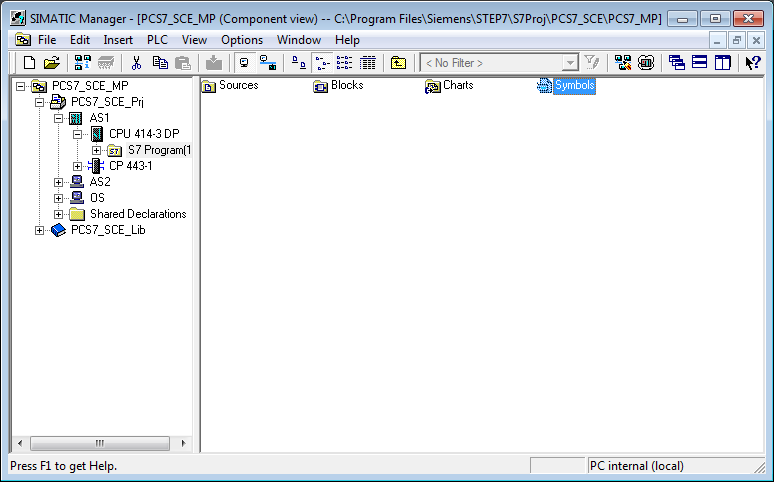 SIMATIC Manager - [PCS7_SCE_MP (Component view) -- C:\Program Files\Siemens\STEP7\S7Proj\PCS7_SCE\PCS7_MP]
File Edit Insert PLC View Options Window Help
< No Filter >
PCS7_SCE_MP
PCS7_SCE_Prj
AS1
CPU 414-3 DP
S7 Program(1
CP 443-1
AS2
OS
Shared Declarations
PCS7_SCE_Lib
Sources Blocks Charts Symbols
Press F1 to get Help. PC internal (local)